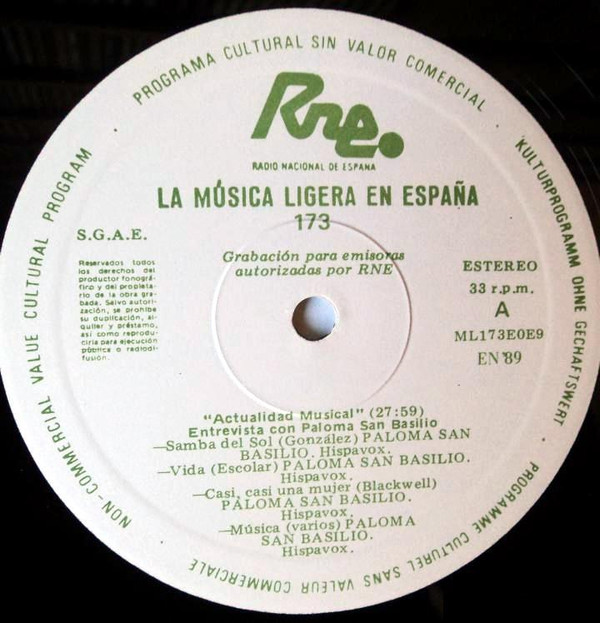 PROGRAMA CULTURAL SIN VALOR COMERCIAL
KULTURPROGRAMM OHNE GECHAFTSWERT
PROGRAMME CULTUREL SANS VALEUR COMMERCIALE
NON-COMMERCIAL VALUE CULTURAL PROGRAM
Rne
RADIO NACIONAL DE ESPAÑA
LA MÚSICA LIGERA EN ESPAÑA
173
S.G.A.E.
Reservados todos
los derechos del
productor fonográ-
fico y del propieta-
rio de la obra gra-
bada. Salvo autori-
zación, se prohibe
su duplicación, al-
quiler y préstamo,
así como reprodu-
cirla para ejecución
pública o radiodi-
fusión.
Grabación para emisoras
autorizadas por RNE
ESTEREO
33 r.p.m.
A
ML173E0E9
EN'89
"Actualidad Musical" (27:59)
Entrevista con Paloma San Basilio
—Samba del Sol (González) PALOMA SAN
BASILIO. Hispavox.
—Vida (Escolar) PALOMA SAN BASILIO.
Hispavox.
—Casi, casi una mujer (Blackwell)
PALOMA SAN BASILIO.
Hispavox.
—Música (varios) PALOMA
SAN BASILIO.
Hispavox.